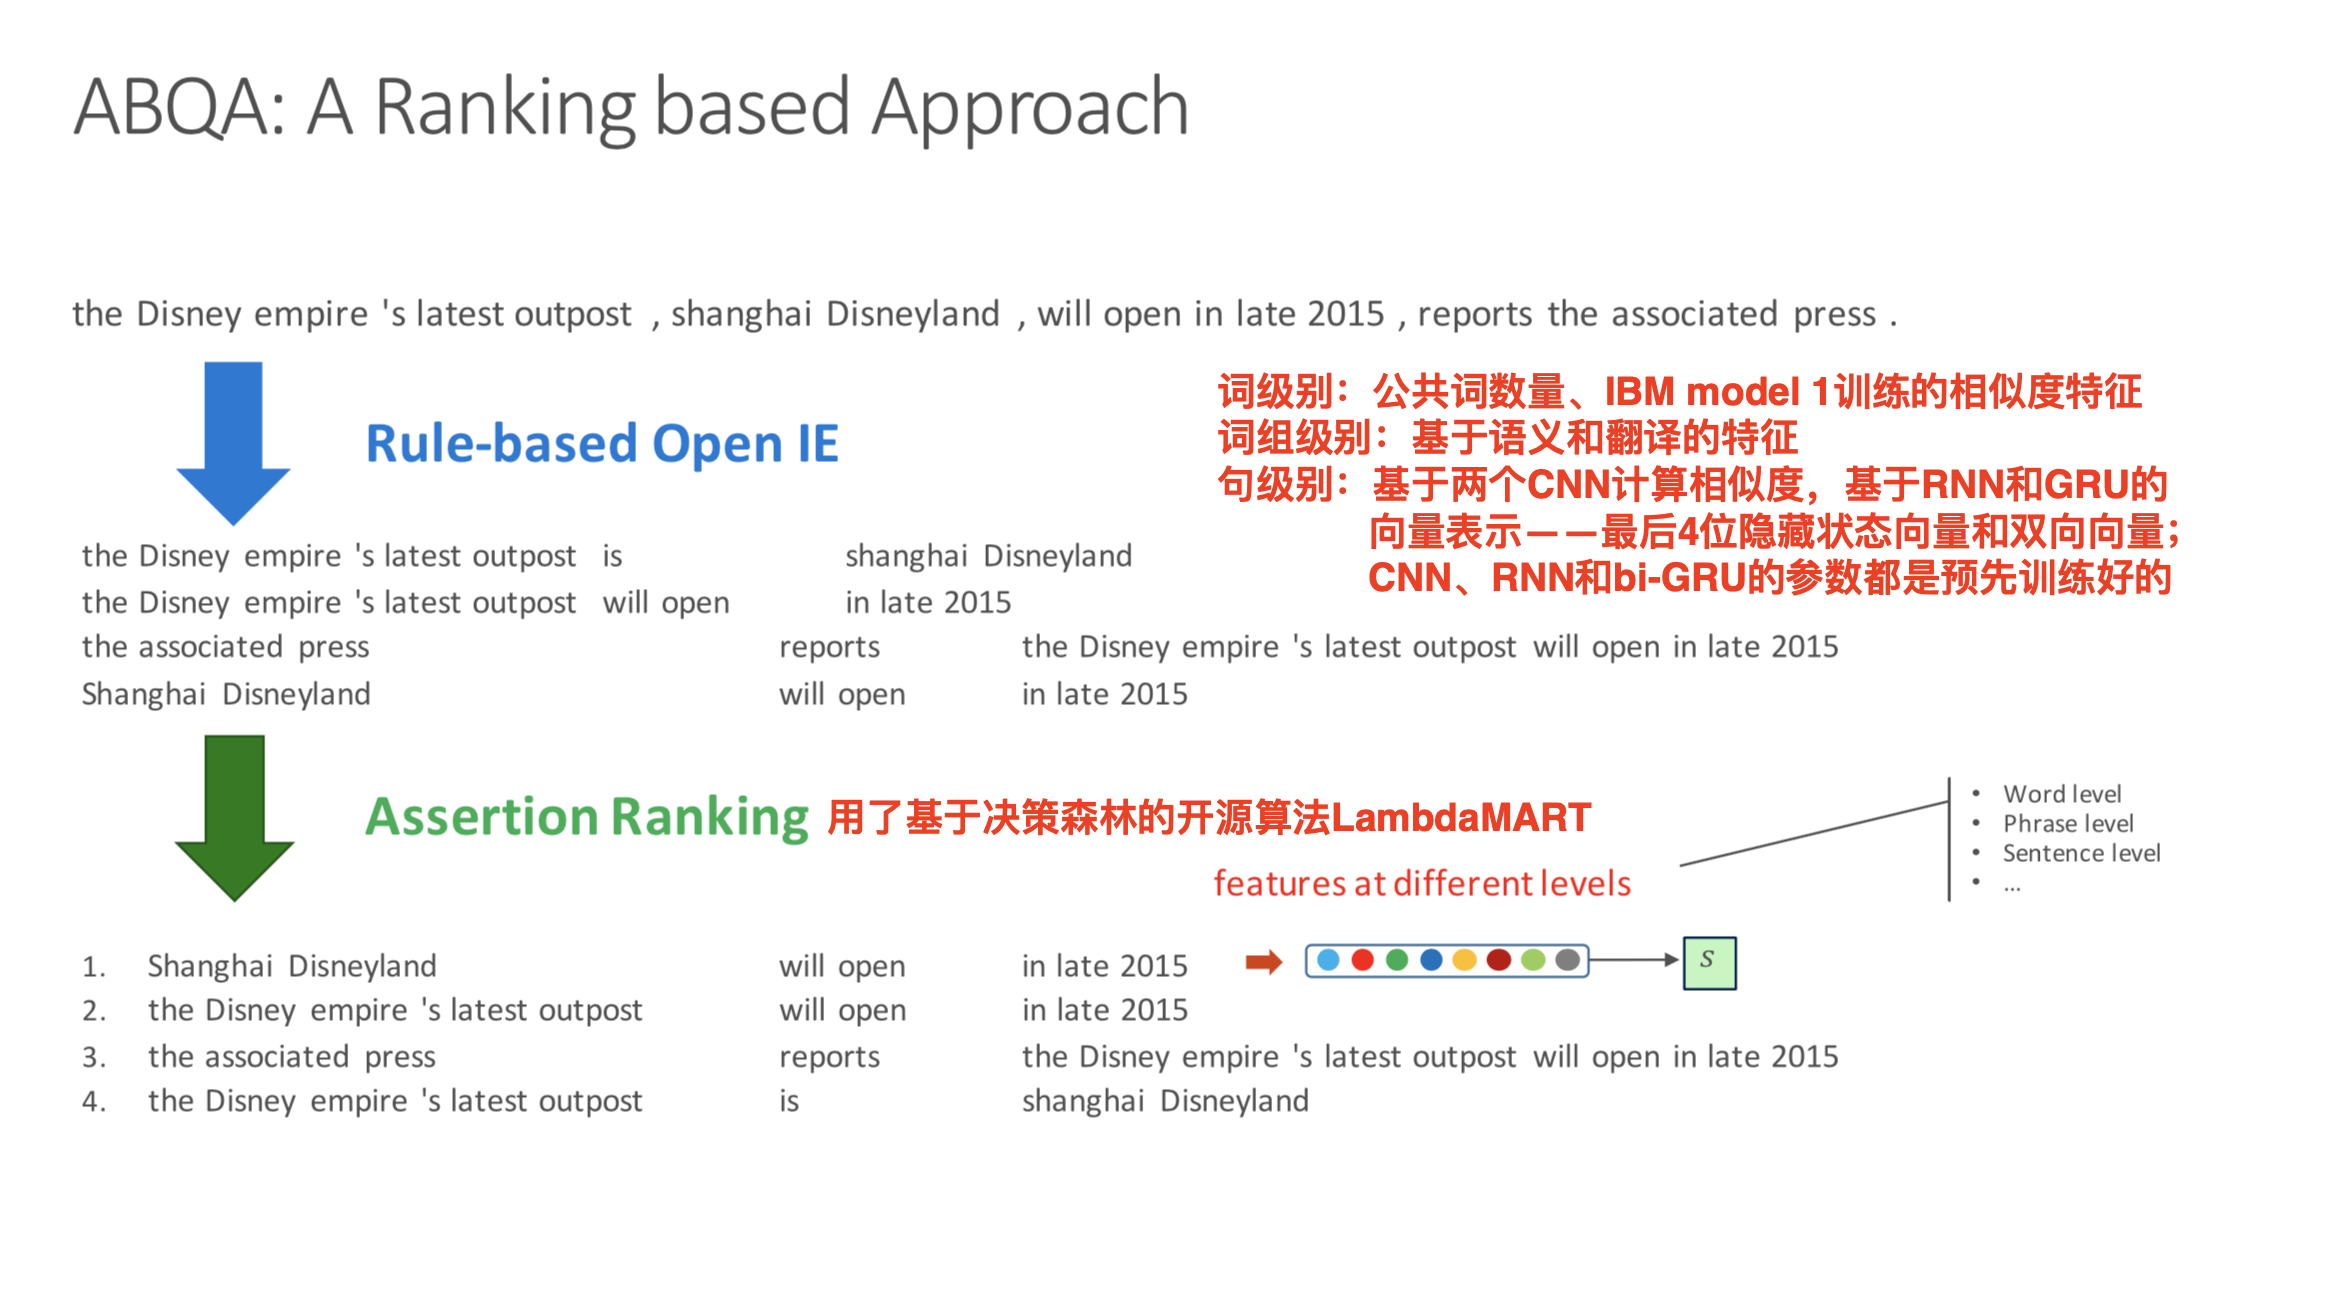 ABQA: A Ranking based Approach
the Disney empire 's latest outpost , shanghai Disneyland , will open in late 2015 , reports the associated press .
Rule-based Open IE
词级别：公共词数量、IBM model 1训练的相似度特征
词组级别：基于语义和翻译的特征
句级别：基于两个CNN计算相似度，基于RNN和GRU的
向量表示——最后4位隐藏状态向量和双向向量；
CNN、RNN和bi-GRU的参数都是预先训练好的
the Disney empire 's latest outpost is shanghai Disneyland
the Disney empire 's latest outpost will open in late 2015
the associated press reports the Disney empire 's latest outpost will open in late 2015
Shanghai Disneyland will open in late 2015
Assertion Ranking 用了基于决策森林的开源算法LambdaMART
features at different levels
• Word level
• Phrase level
• Sentence level
• ...
1. Shanghai Disneyland will open in late 2015
S
2. the Disney empire 's latest outpost will open in late 2015
3. the associated press reports the Disney empire 's latest outpost will open in late 2015
4. the Disney empire 's latest outpost is shanghai Disneyland